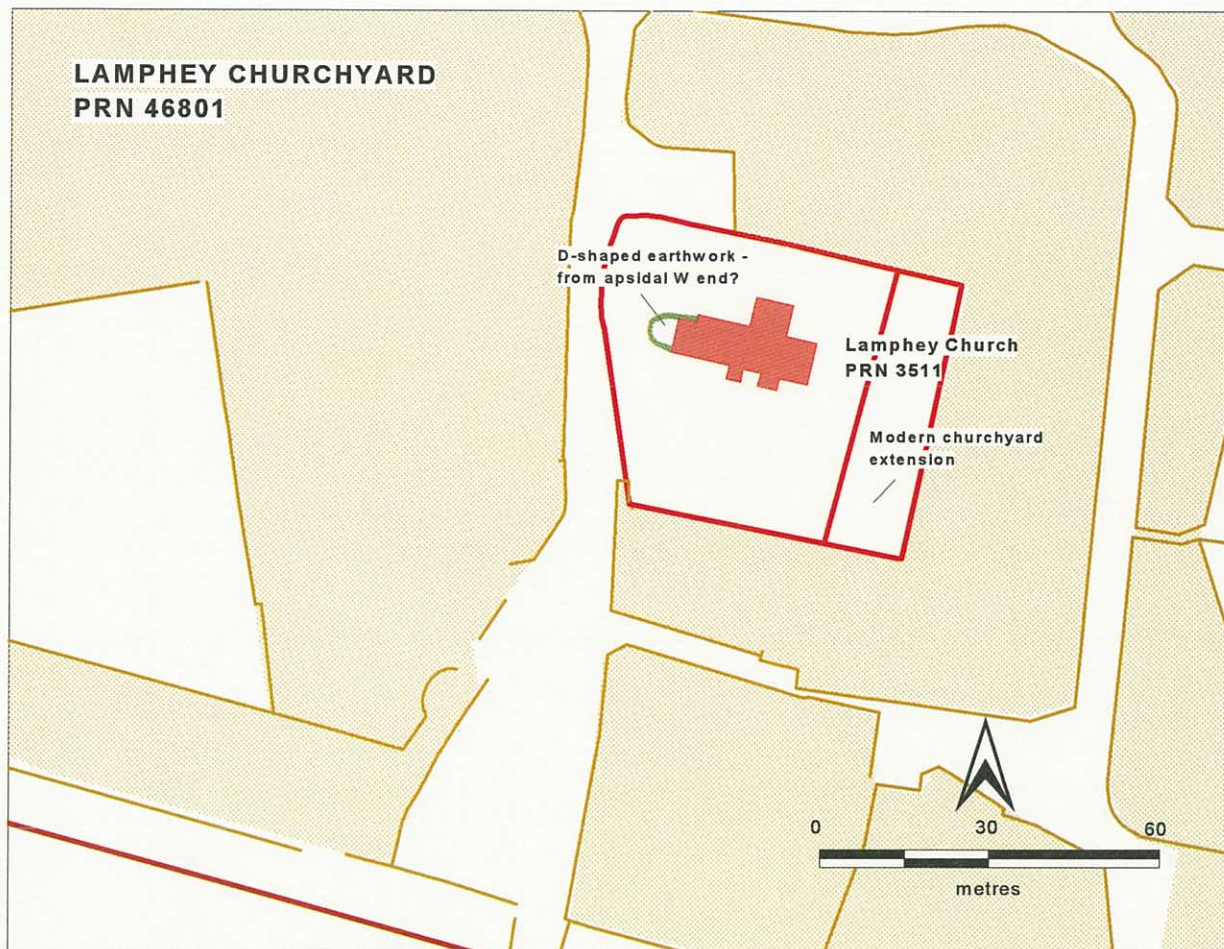 LAMPHEY CHURCHYARD
PRN 46801
D-shaped earthwork -
from apsidal W end?
Lamphey Church
PRN 3511
Modern churchyard
extension
0 30 60
metres